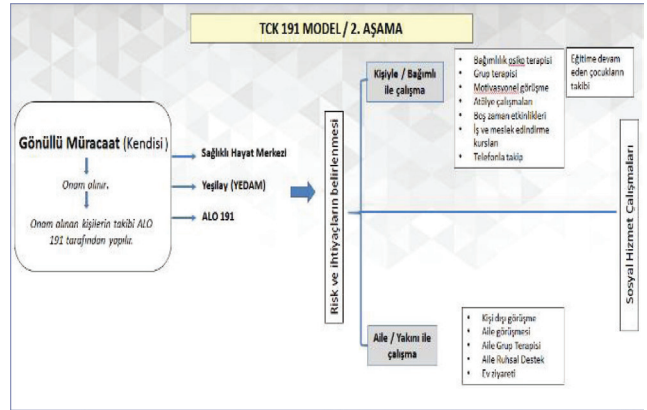 TCK 191 MODEL / 2. AŞAMA
Gönüllü Müracaat (Kendisi)
Onam alınır.
Onam alınan kişilerin takibi ALO
191 tarafından yapılır.
Sağlıklı Hayat Merkezi
Yeşilay (YEDAM)
ALO 191
Risk ve ihtiyaçların belirlenmesi
Kişiyle / Bağımlı
ile çalışma
• Bağımlılık psiko terapisi
• Grup terapisi
• Motivasyonel görüşme
• Atölye çalışmaları
• Boş zaman etkinlikleri
• İş ve meslek edindirme
kursları
• Telefonla takip
Eğitime devam
eden çocukların
takibi
Aile / Yakını ile
çalışma
• Kişi dışı görüşme
• Aile görüşmesi
• Aile Grup Terapisi
• Aile Ruhsal Destek
• Ev ziyareti
Sosyal Hizmet Çalışmaları